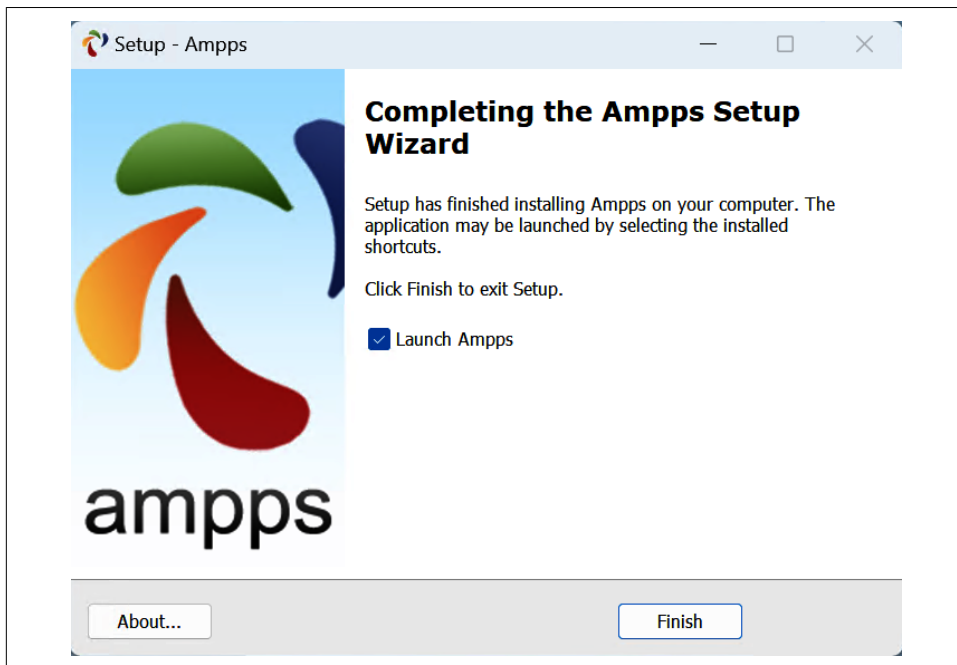 Setup - Ampps
Completing the Ampps Setup
Wizard
Setup has finished installing Ampps on your computer. The
application may be launched by selecting the installed
shortcuts.
Click Finish to exit Setup.
Launch Ampps
ampps
About...
Finish